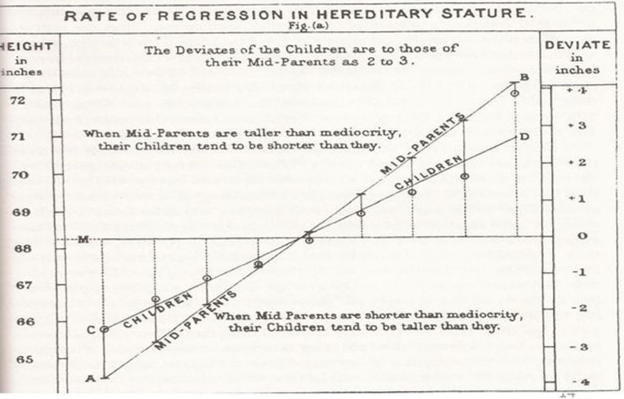 RATE OF REGRESSION IN HEREDITARY STATURE.
Fig.(a)
HEIGHT
in
inches
The Deviates of the Children are to those of
their Mid-Parents as 2 to 3.
DEVIATE
in
inches
72
71
70
69
68
67
66
65
When Mid-Parents are taller than mediocrity,
their Children tend to be shorter than they.
MID-PARENTS
CHILDREN
B
D
M
C
A
CHILDREN
MID-PARENTS
When Mid Parents are shorter than mediocrity,
their Children tend to be taller than they.
+4
+3
+2
+1
0
-1
-2
-3
-4